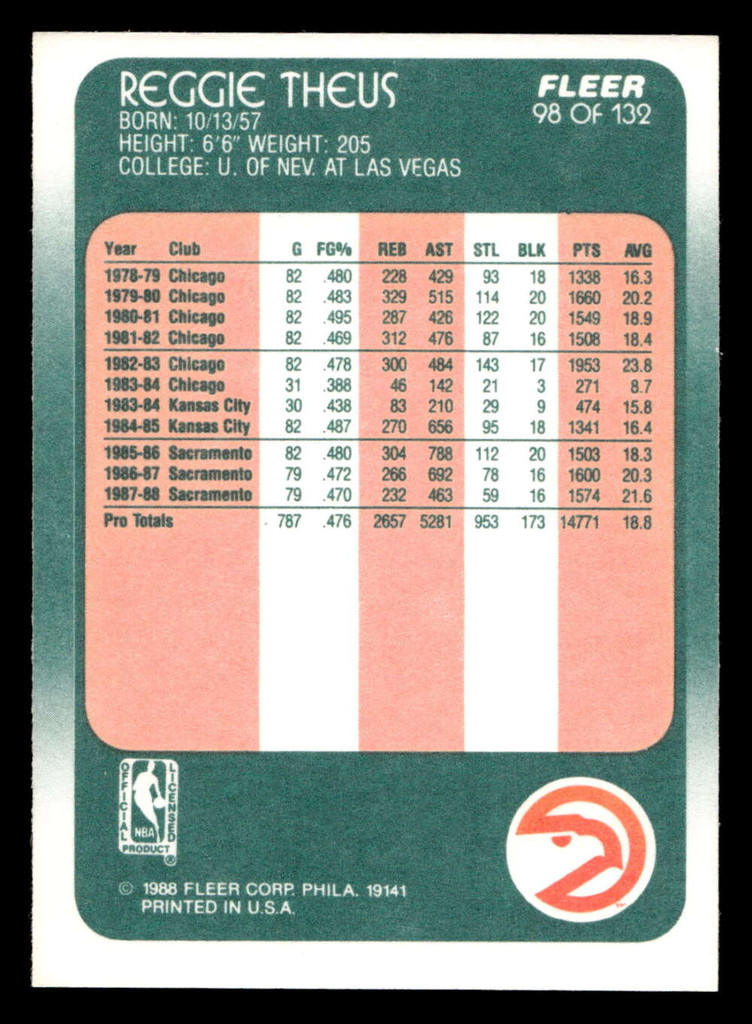 REGGIE THEUS
FLEER
98 OF 132
BORN: 10/13/57
HEIGHT: 6'6" WEIGHT: 205
COLLEGE: U. OF NEV. AT LAS VEGAS
Year Club G FG% REB AST STL BLK PTS AVG
1978-79 Chicago 82 .480 228 429 93 18 1338 16.3
1979-80 Chicago 82 .483 329 515 114 20 1660 20.2
1980-81 Chicago 82 .495 287 426 122 20 1549 18.9
1981-82 Chicago 82 .469 312 476 87 16 1508 18.4
1982-83 Chicago 82 .478 300 484 143 17 1953 23.8
1983-84 Chicago 31 .388 46 142 21 3 271 8.7
1983-84 Kansas City 30 .438 83 210 29 9 474 15.8
1984-85 Kansas City 82 .487 270 656 95 18 1341 16.4
1985-86 Sacramento 82 .480 304 788 112 20 1503 18.3
1986-87 Sacramento 79 .472 266 692 78 16 1600 20.3
1987-88 Sacramento 79 .470 232 463 59 16 1574 21.6
Pro Totals 787 .476 2657 5281 953 173 14771 18.8
OFFICIAL
LICENSED
NBA
PRODUCT
®
© 1988 FLEER CORP. PHILA. 19141
PRINTED IN U.S.A.
TM